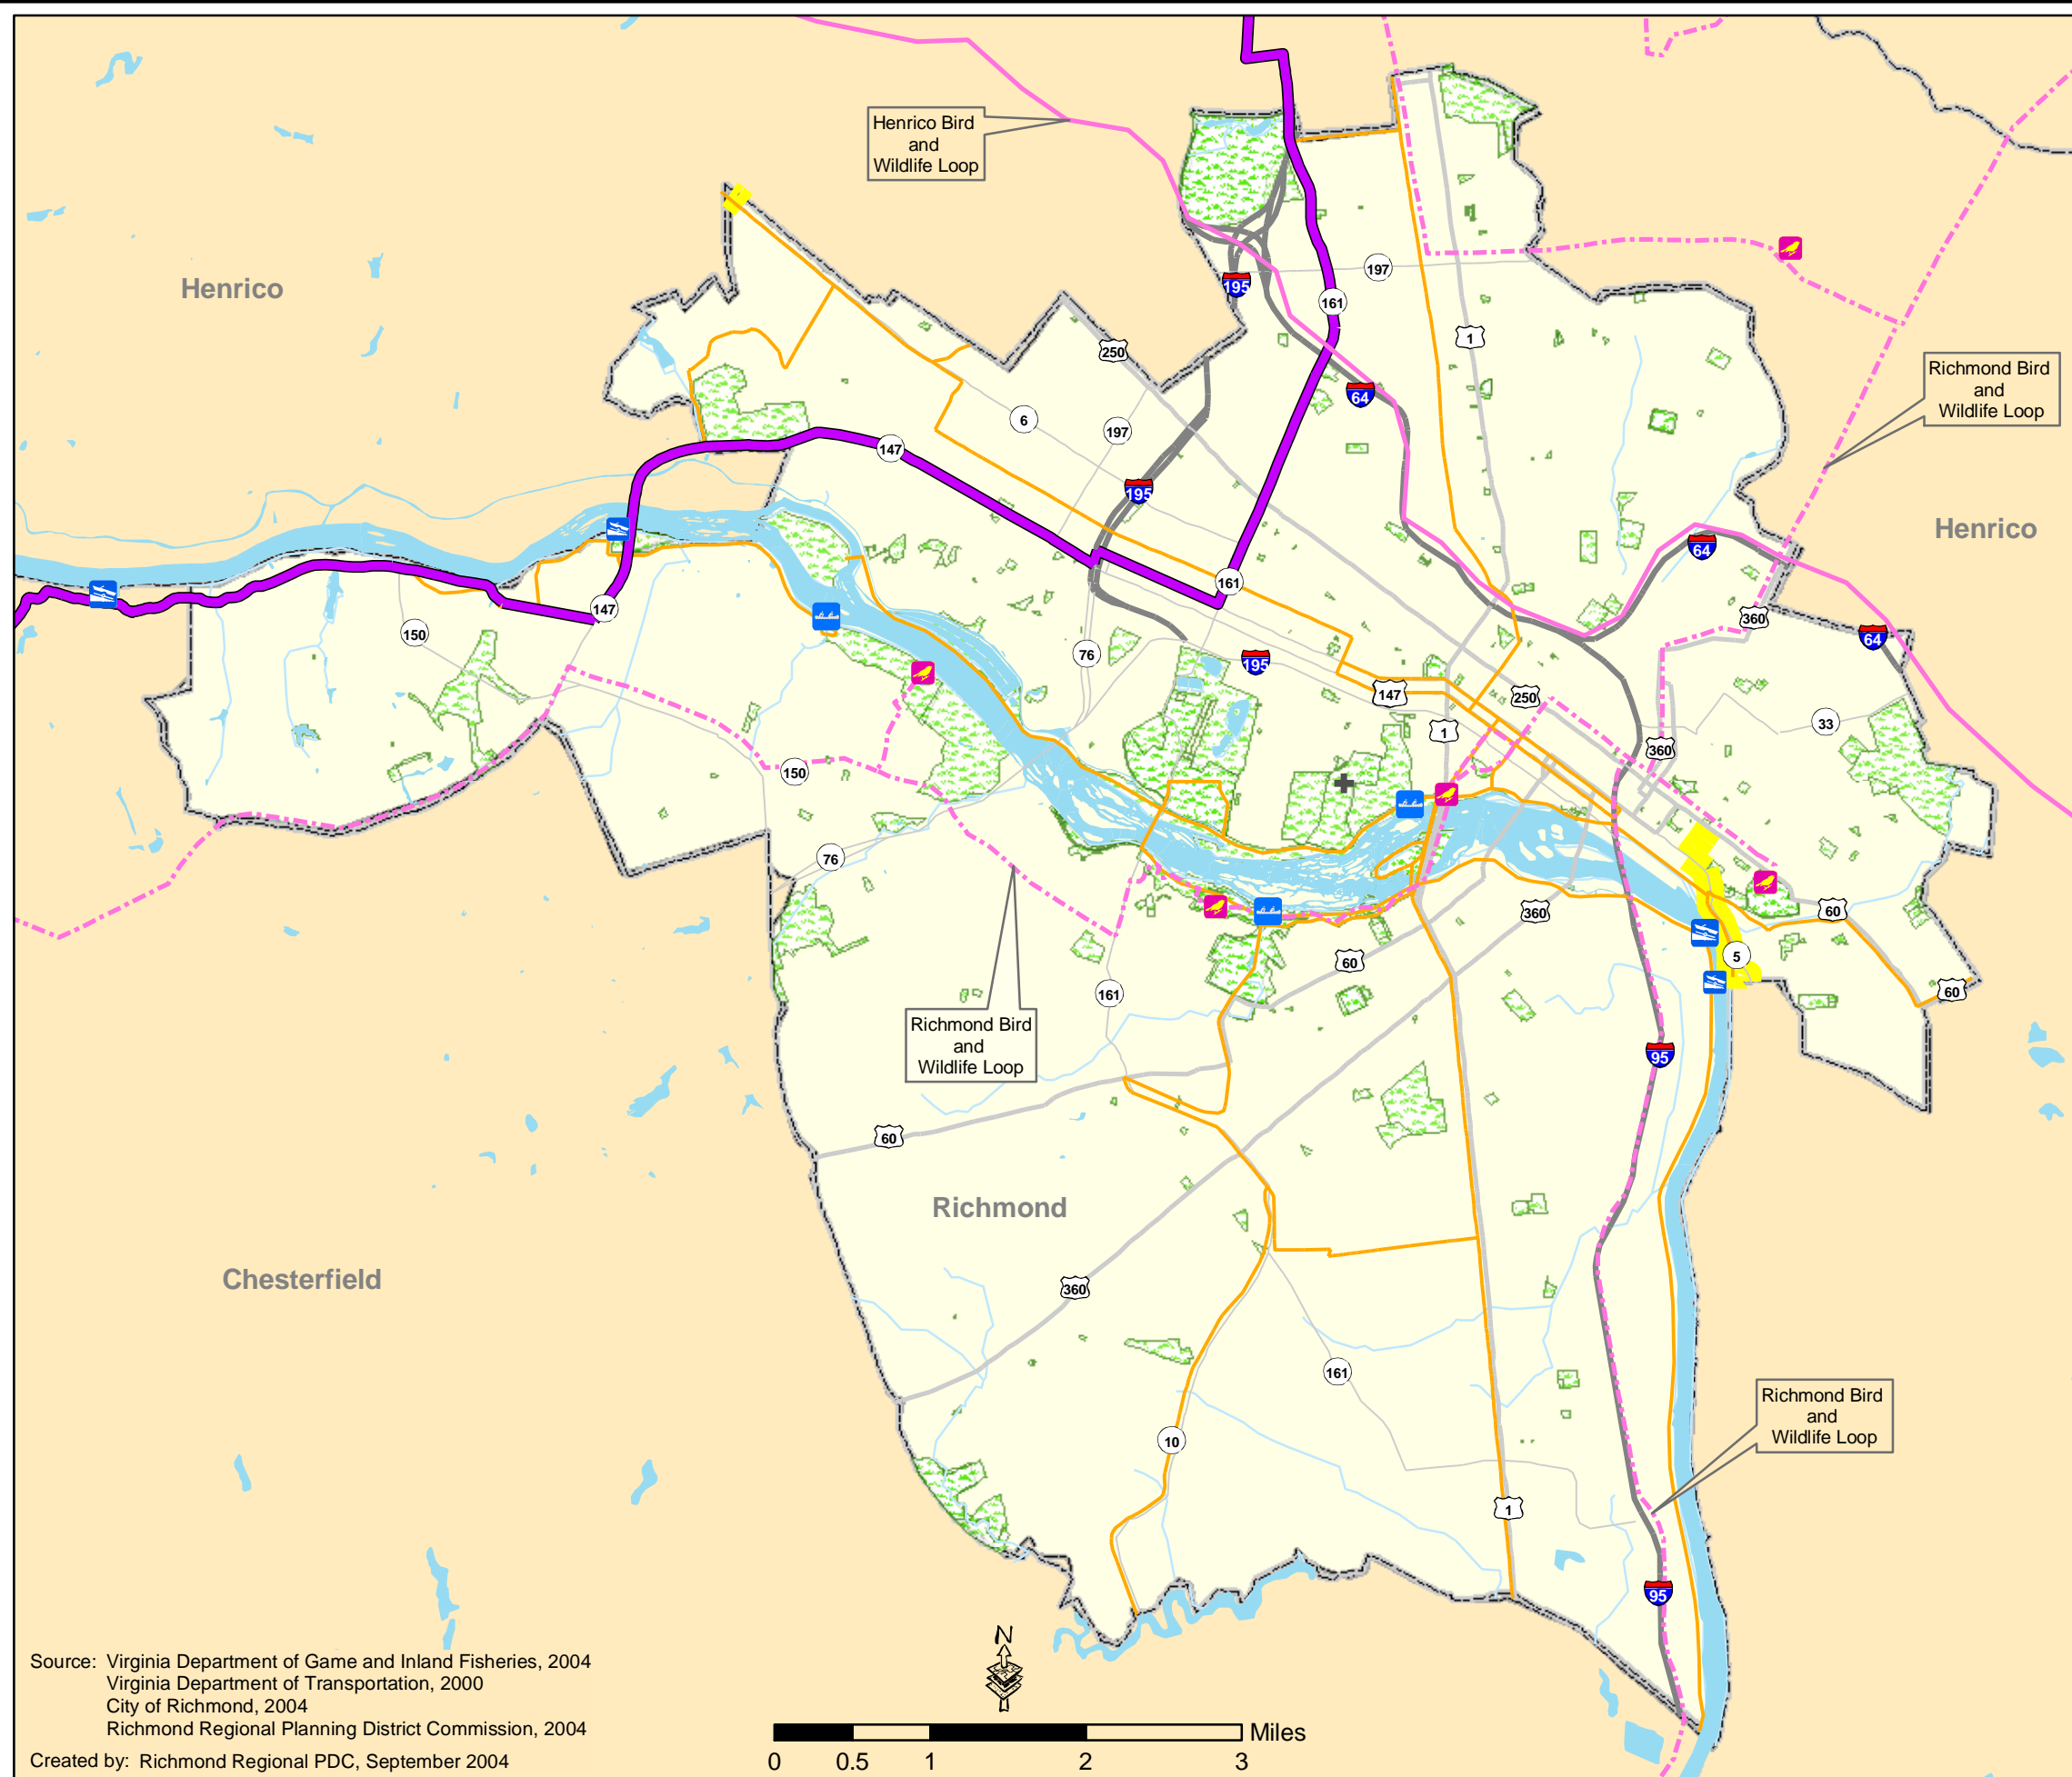 Henrico Bird
and
Wildlife Loop
Henrico
197
195
161
1
250
64
Richmond Bird
and
Wildlife Loop
6
197
147
195
Henrico
64
161
147
360
64
150
76
195
147
250
33
1
360
150
76
60
360
5
60
60
161
Richmond Bird
and
Wildlife Loop
95
60
Richmond
Chesterfield
360
161
Richmond Bird
and
Wildlife Loop
10
1
95
N
Source: Virginia Department of Game and Inland Fisheries, 2004
Virginia Department of Transportation, 2000
City of Richmond, 2004
Richmond Regional Planning District Commission, 2004
Created by: Richmond Regional PDC, September 2004
Miles
0 0.5 1 2 3